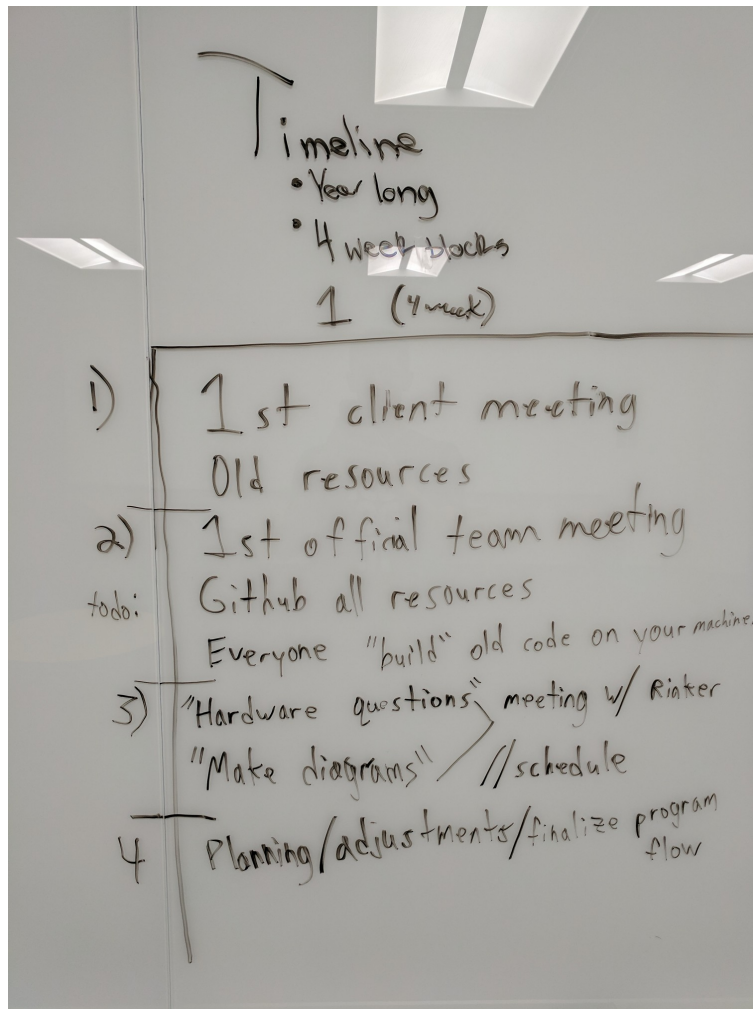 Timeline
• Year long
• 4 week blocks
1 (4 week)
1) 1st client meeting
Old resources
2) 1st official team meeting
todo: Github all resources
Everyone "build" old code on your machine.
3) "Hardware questions" meeting w/ Rinker
"Make diagrams" //schedule
4 Planning/adjustments/finalize program
flow